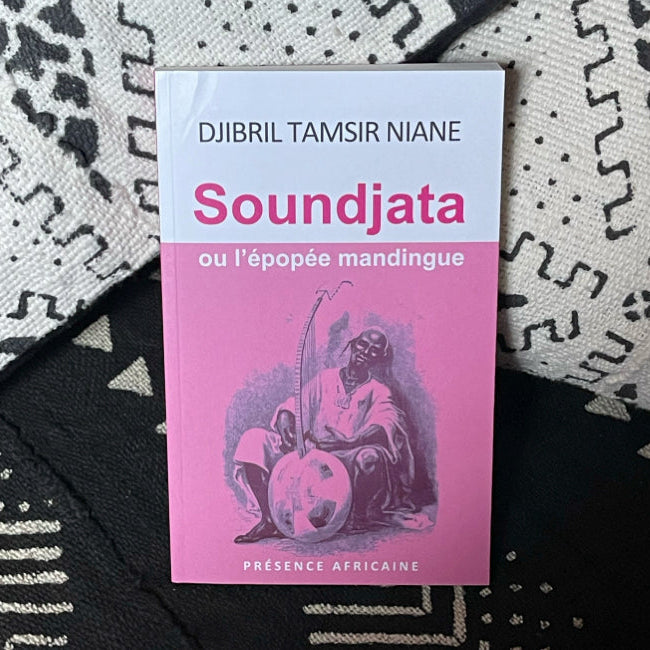 DJIBRIL TAMSIR NIANE
Soundjata
ou l'épopée mandingue
PRÉSENCE AFRICAINE